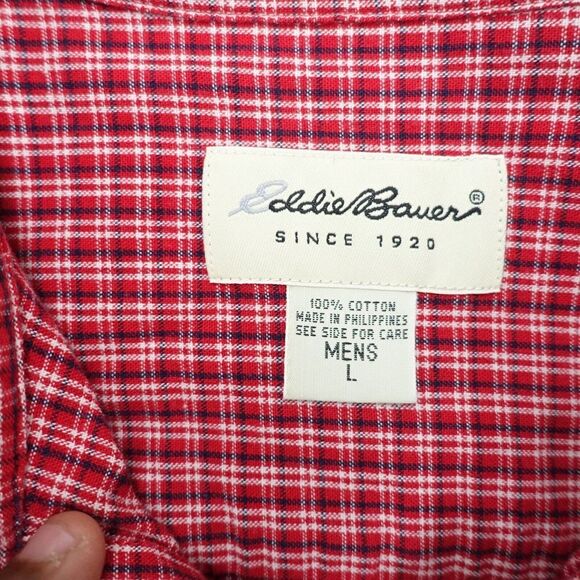 Eddie Bauer®
SINCE 1920
100% COTTON
MADE IN PHILIPPINES
SEE SIDE FOR CARE
MENS
L